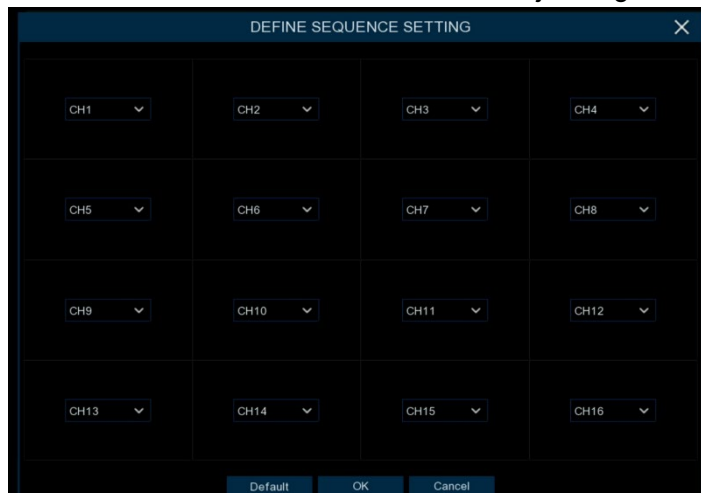 DEFINE SEQUENCE SETTING
CH1 CH2 CH3 CH4
CH5 CH6 CH7 CH8
CH9 CH10 CH11 CH12
CH13 CH14 CH15 CH16
Default OK Cancel